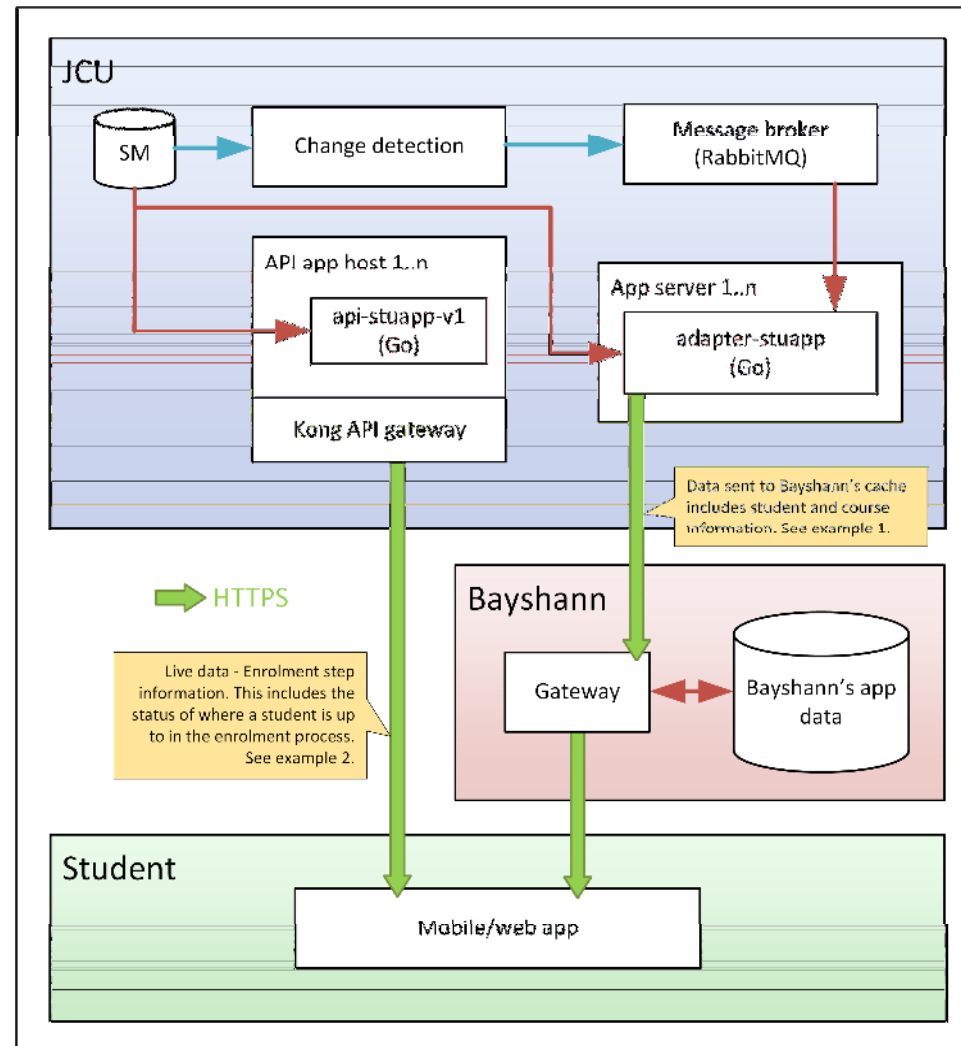 JCU
SM
Change detection
Message broker
(RabbitMQ)
API app host 1..n
api-stuapp-v1
(Go)
Kong API gateway
App server 1..n
adapter-stuapp
(Go)
Data sent to Bayshann's cache
includes student and course
information. See example 1.
HTTPS
Live data - Enrolment step
information. This includes the
status of where a student is up
to in the enrolment process.
See example 2.
Bayshann
Gateway
Bayshann's app
data
Student
Mobile/web app